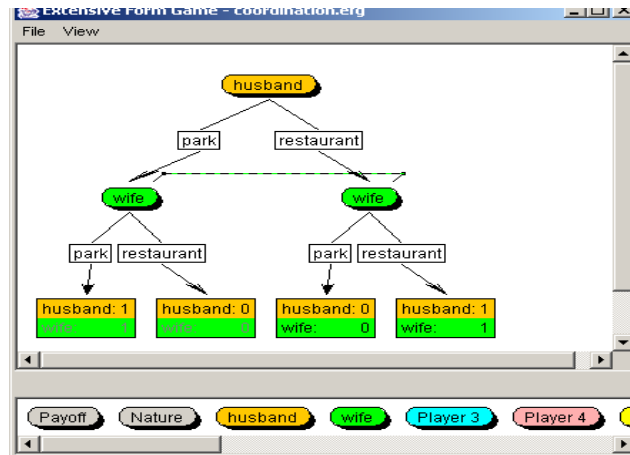 Extensive Form Game - coordination.efg
File View
husband
park restaurant
wife wife
park restaurant park restaurant
husband: 1 husband: 0 husband: 0 husband: 1
wife: 1 wife: 0 wife: 0 wife: 1
Payoff Nature husband wife Player 3 Player 4